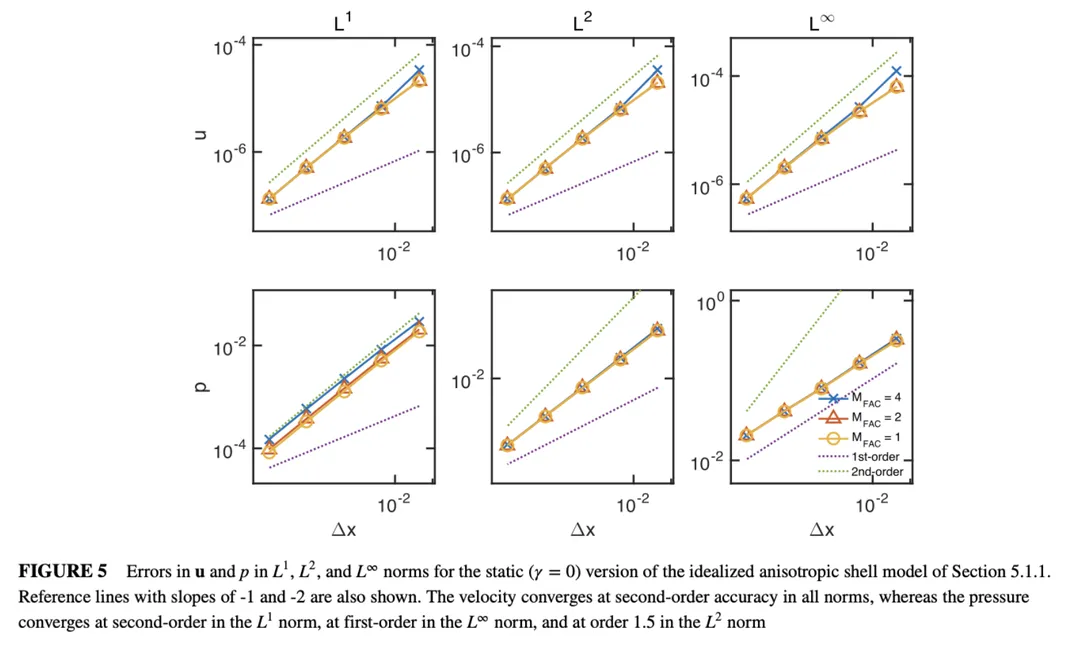 L¹ L² L∞
10⁻⁴ 10⁻⁴
10⁻⁴
u
10⁻⁶ 10⁻⁶
10⁻⁶
10⁻² 10⁻² 10⁻²
10⁰
10⁻²
p 10⁻²
M_FAC = 4
M_FAC = 2
M_FAC = 1
10⁻⁴
1st-order
10⁻²
2nd-order
10⁻² 10⁻² 10⁻²
Δx Δx Δx
FIGURE 5 Errors in u and p in L¹, L², and L∞ norms for the static (γ = 0) version of the idealized anisotropic shell model of Section 5.1.1.
Reference lines with slopes of -1 and -2 are also shown. The velocity converges at second-order accuracy in all norms, whereas the pressure
converges at second-order in the L¹ norm, at first-order in the L∞ norm, and at order 1.5 in the L² norm